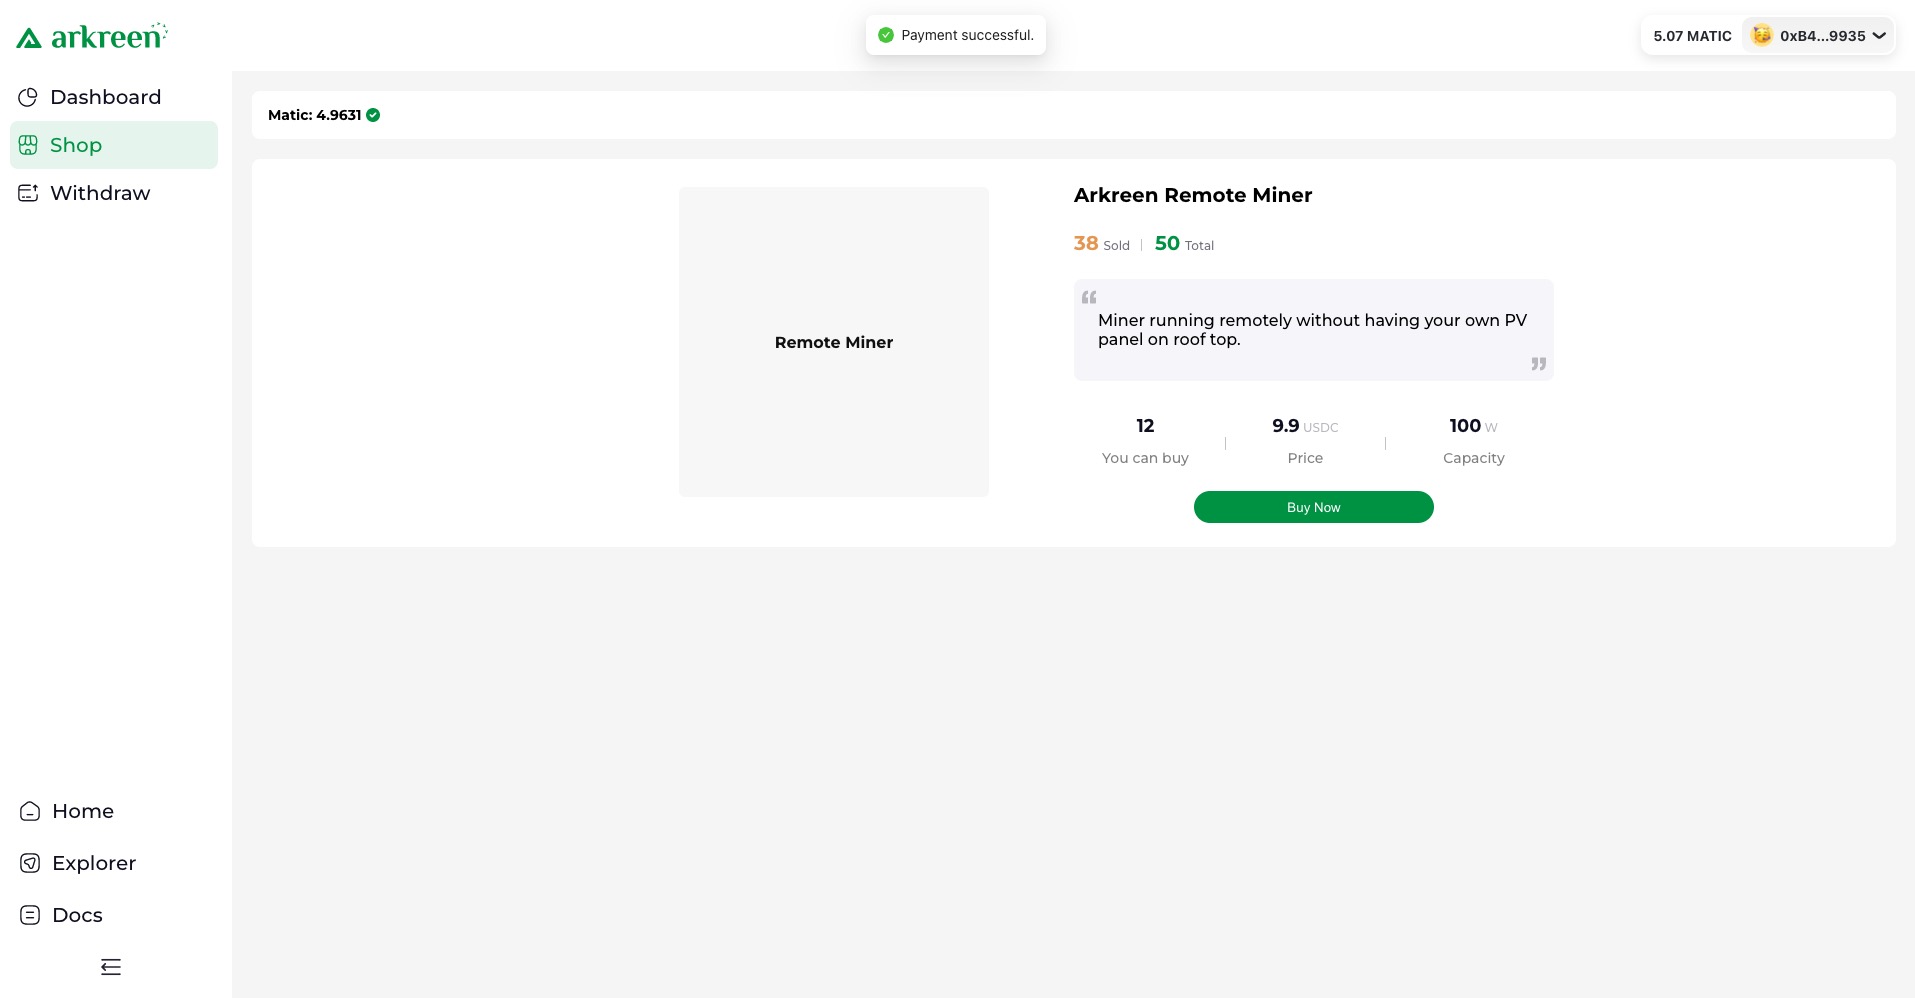 arkreen
Payment successful.
5.07 MATIC
0xB4...9935
Dashboard
Shop
Withdraw
Home
Explorer
Docs
Matic: 4.9631
Remote Miner
Arkreen Remote Miner
38 Sold
50 Total
“
Miner running remotely without having your own PV
panel on roof top.
”
12
You can buy
9.9 USDC
Price
100 W
Capacity
Buy Now